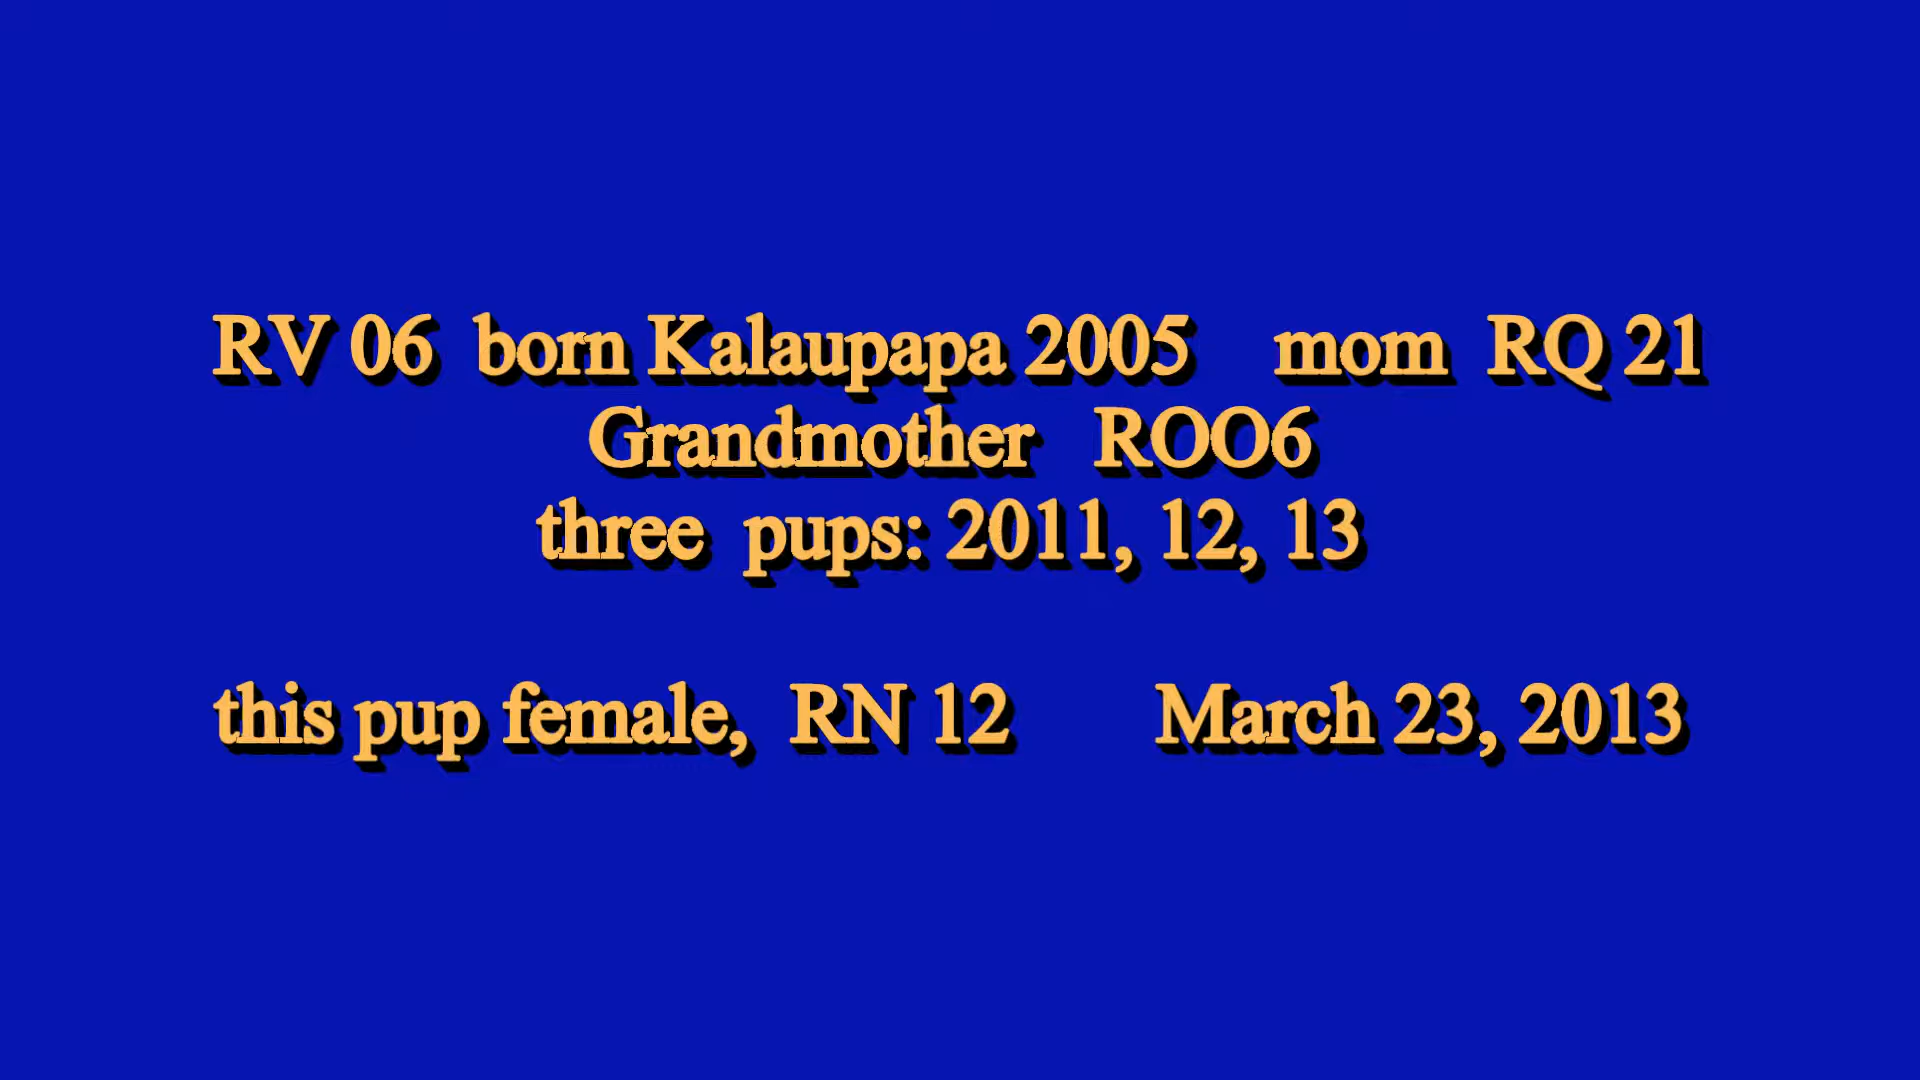 RV 06 born Kalaupapa 2005 mom RQ 21
Grandmother ROO6
three pups: 2011, 12, 13
this pup female, RN 12 March 23, 2013